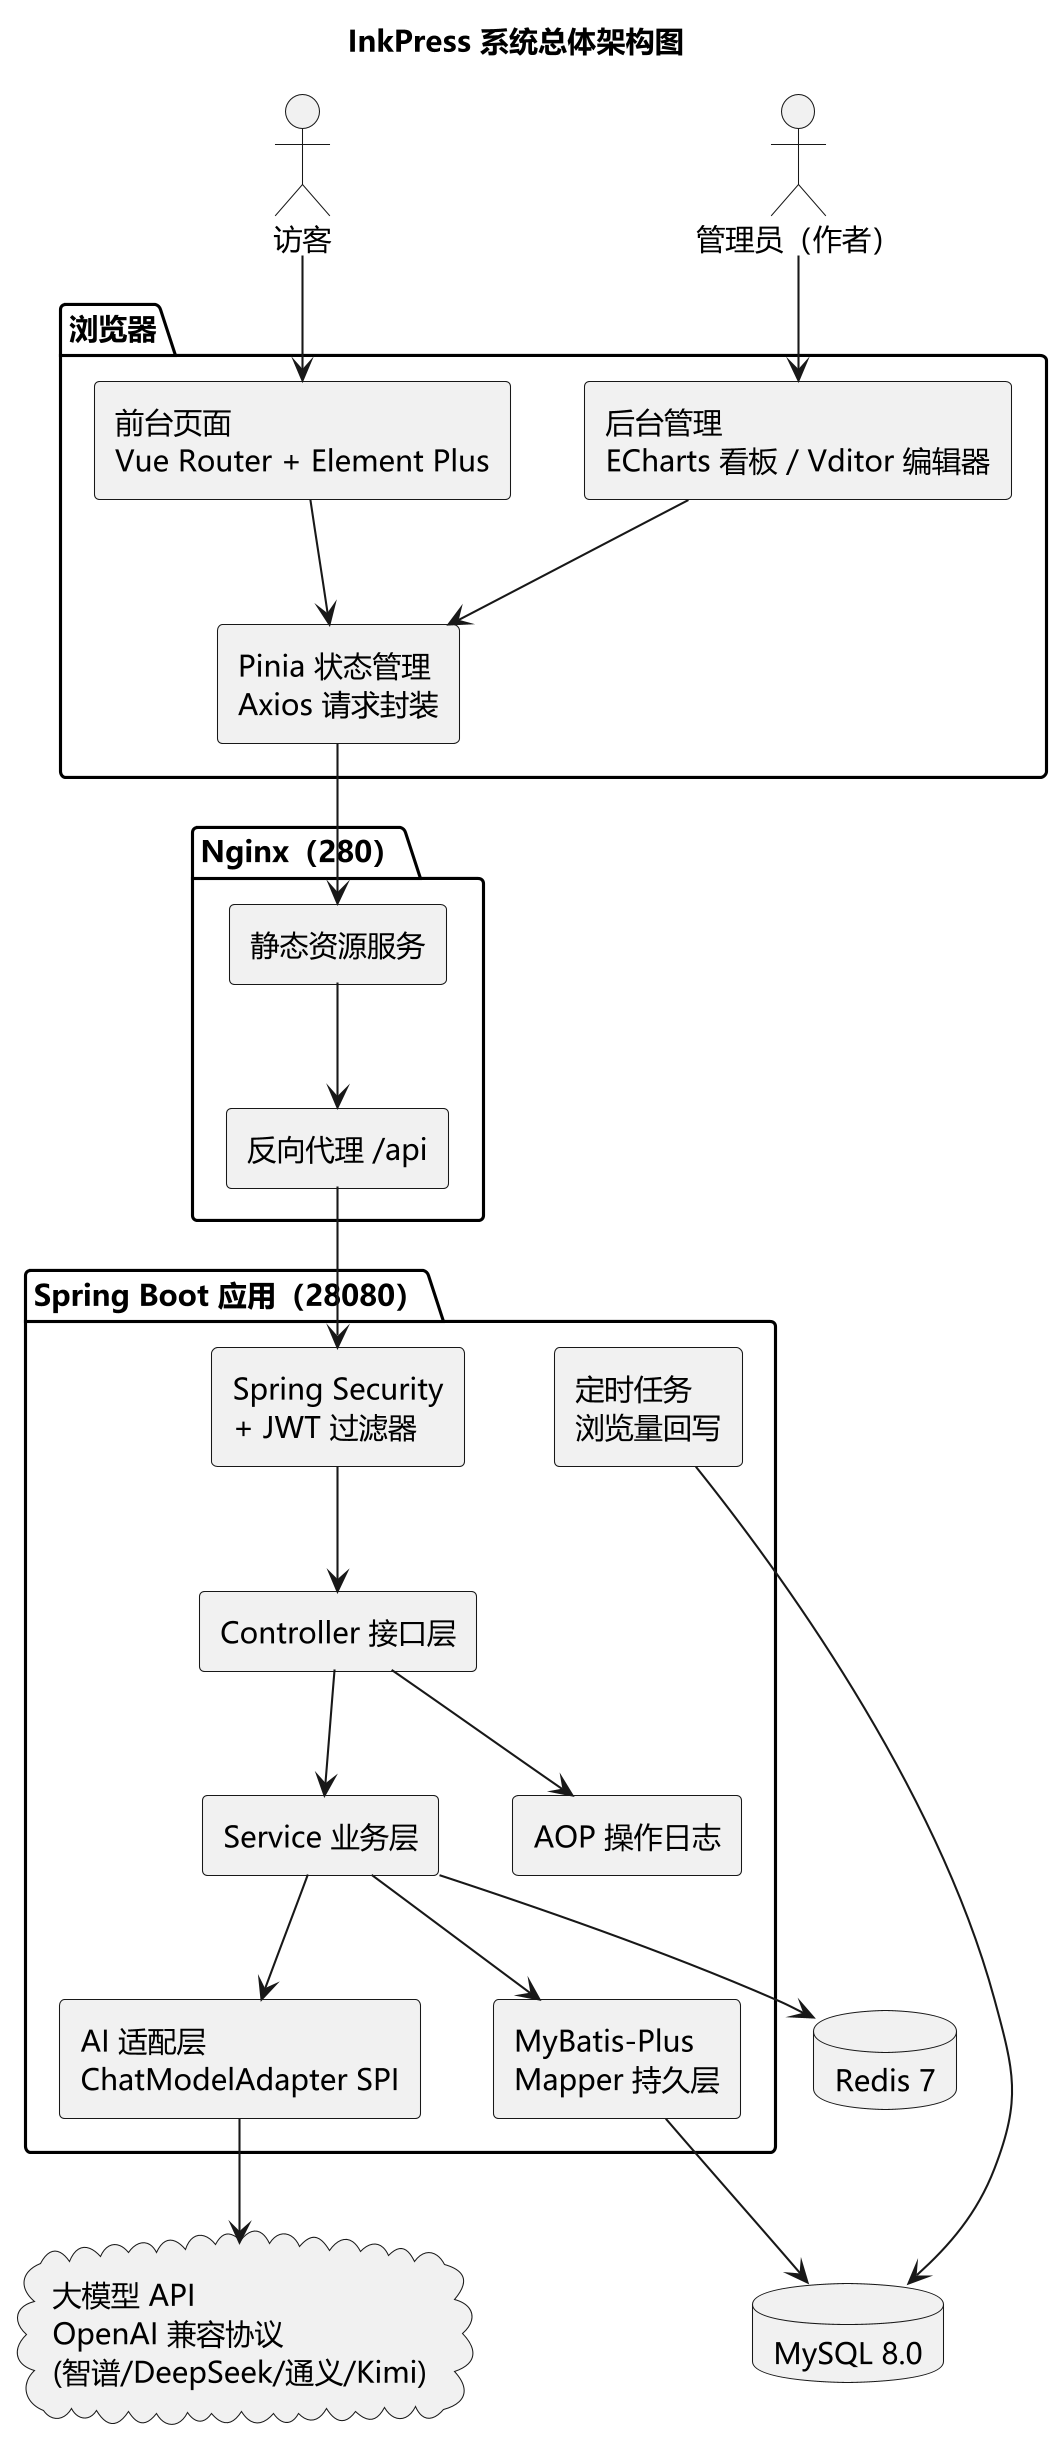 InkPress 系统总体架构图
访客
管理员（作者）
浏览器
前台页面
Vue Router + Element Plus
后台管理
ECharts 看板 / Vditor 编辑器
Pinia 状态管理
Axios 请求封装
Nginx（280）
静态资源服务
反向代理 /api
Spring Boot 应用（28080）
Spring Security
+ JWT 过滤器
定时任务
浏览量回写
Controller 接口层
Service 业务层
AOP 操作日志
AI 适配层
ChatModelAdapter SPI
MyBatis-Plus
Mapper 持久层
Redis 7
大模型 API
OpenAI 兼容协议
(智谱/DeepSeek/通义/Kimi)
MySQL 8.0